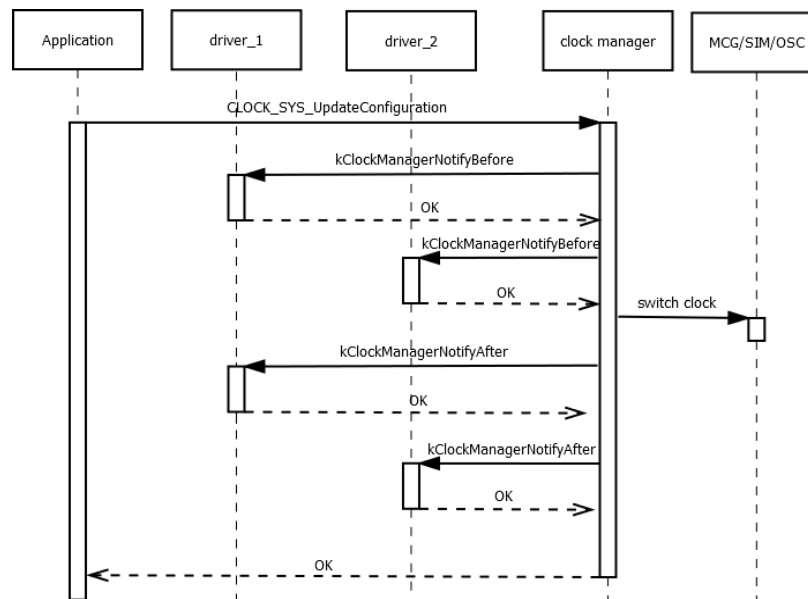 Application
driver_1
driver_2
clock manager
MCG/SIM/OSC
CLOCK_SYS_UpdateConfiguration
kClockManagerNotifyBefore
OK
kClockManagerNotifyBefore
OK
switch clock
kClockManagerNotifyAfter
OK
kClockManagerNotifyAfter
OK
OK